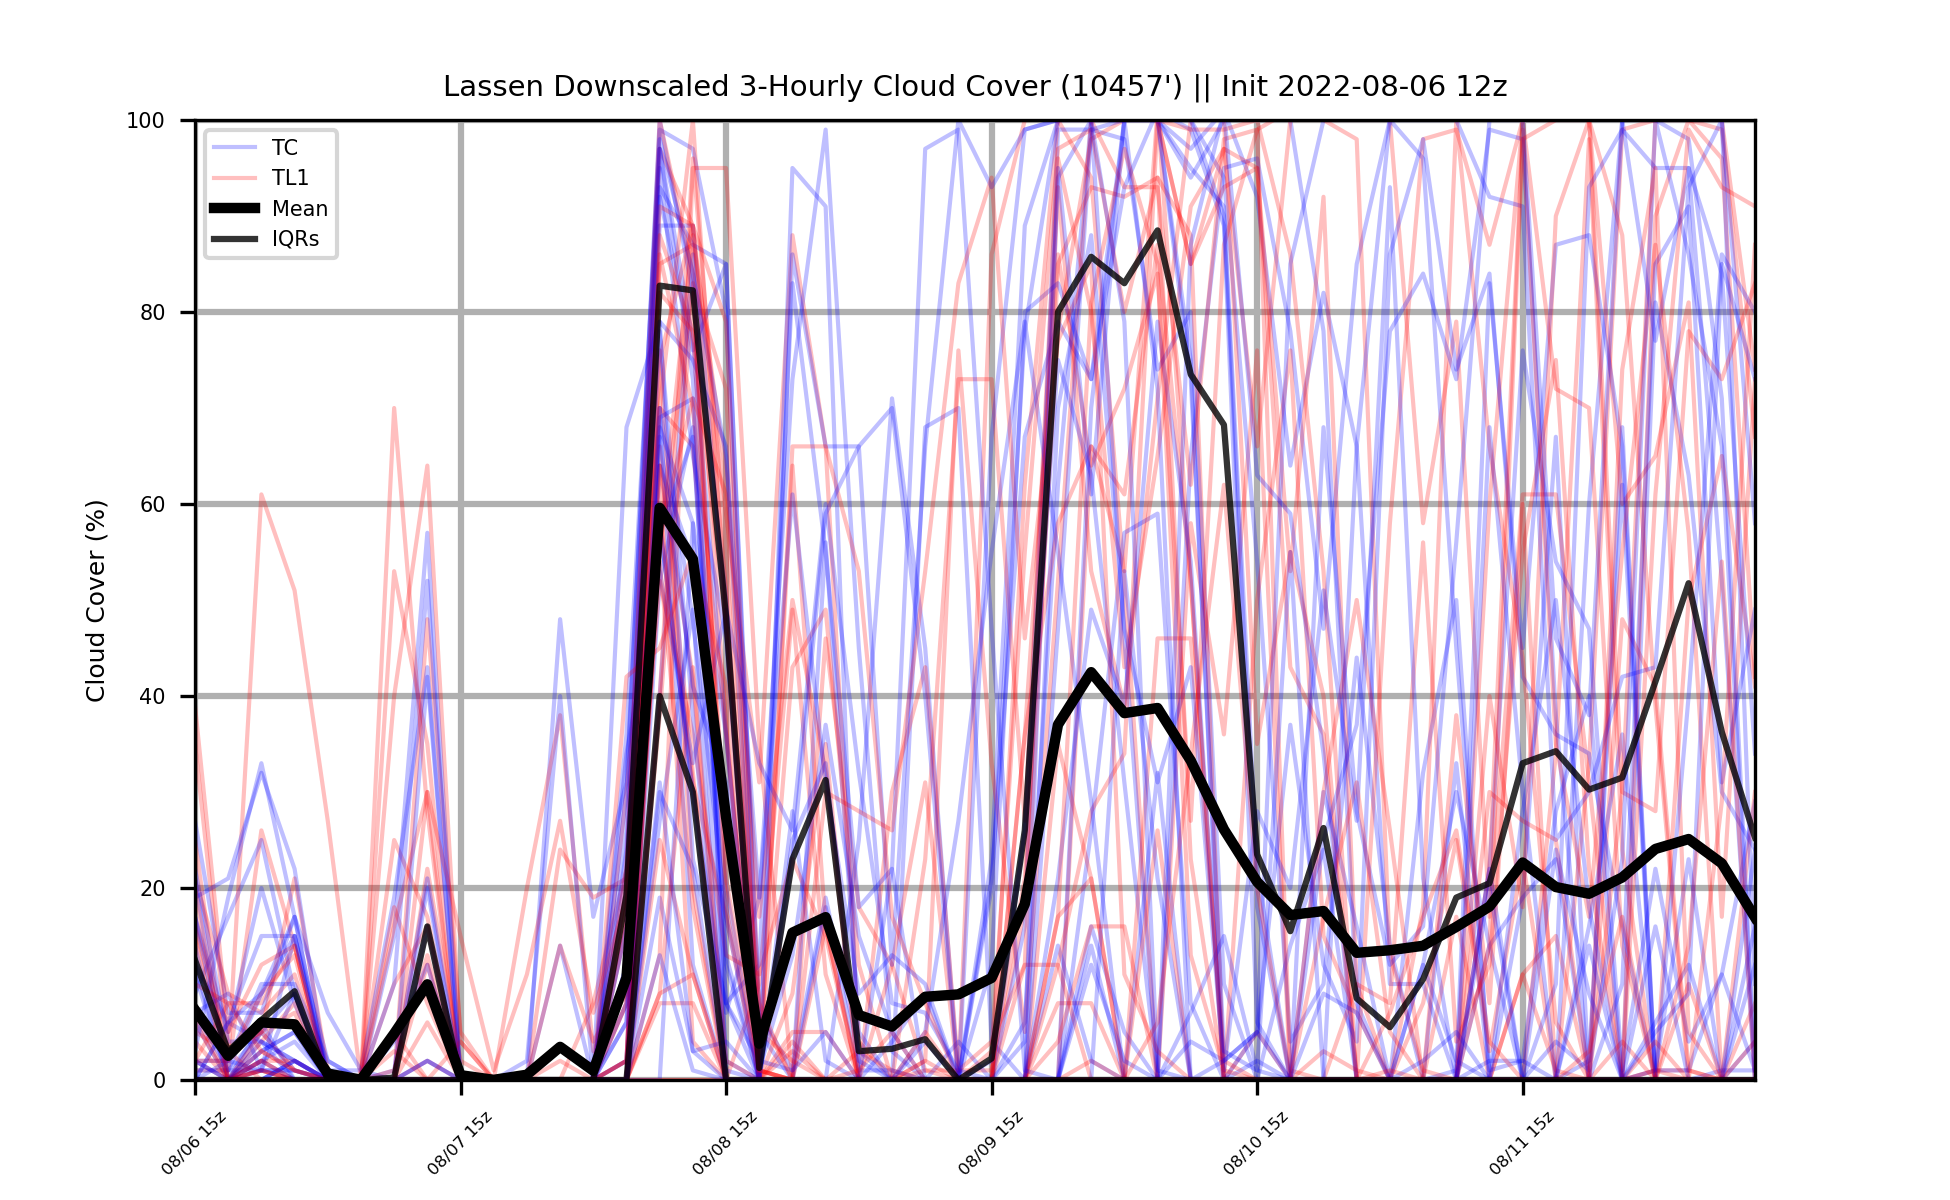 Lassen Downscaled 3-Hourly Cloud Cover (10457') || Init 2022-08-06 12z
100
80
60
40
20
0
Cloud Cover (%)
TC
TL1
Mean
IQRs
08/06 15z
08/07 15z
08/08 15z
08/09 15z
08/10 15z
08/11 15z